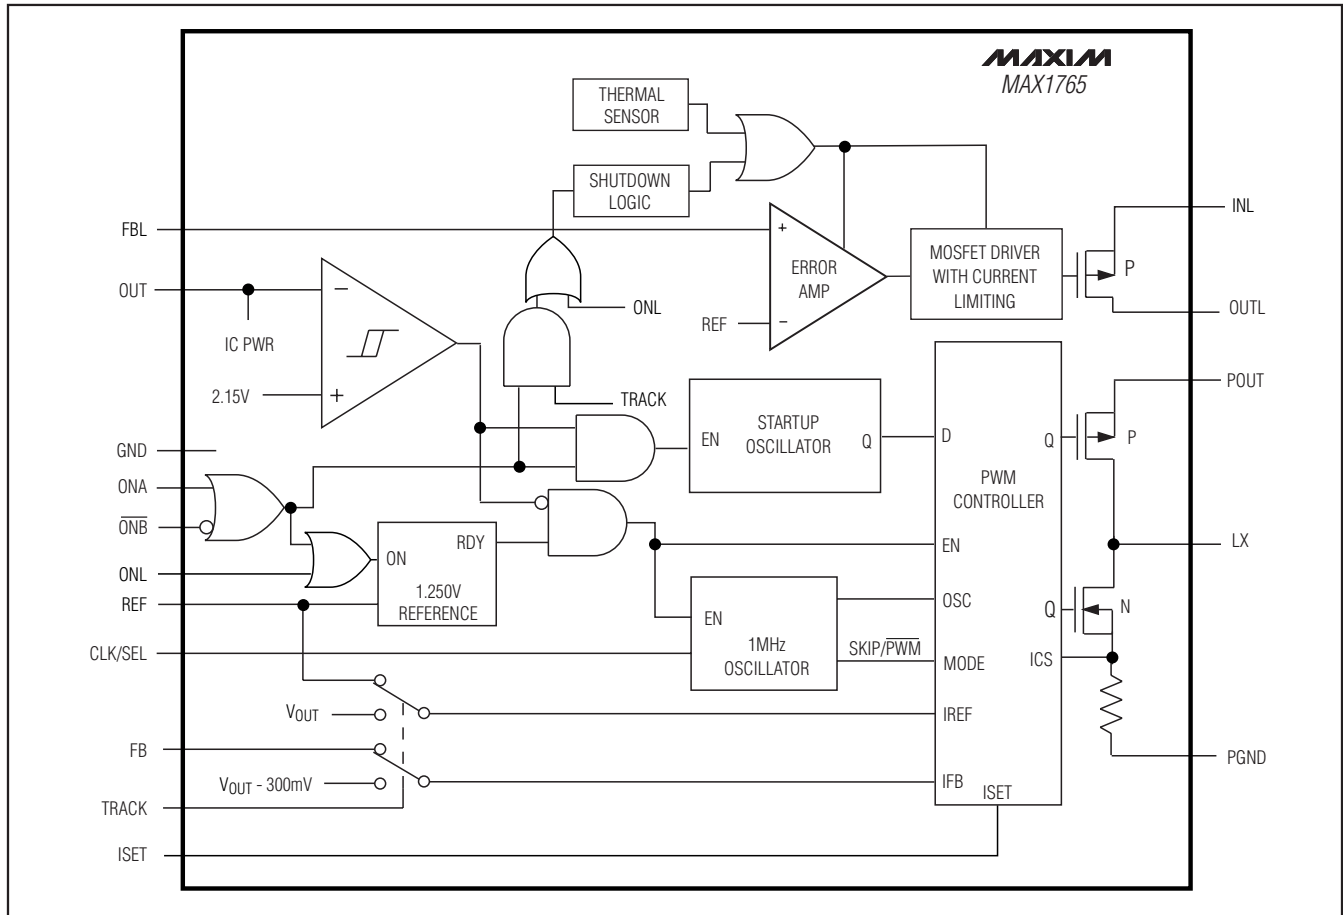 MAXIM
MAX1765
THERMAL
SENSOR
SHUTDOWN
LOGIC
FBL
+
ERROR
AMP
MOSFET DRIVER
WITH CURRENT
LIMITING
P
INL
OUTL
OUT
−
IC PWR
2.15V
+
ONL
REF
−
TRACK
EN
STARTUP
OSCILLATOR
Q
D
PWM
CONTROLLER
Q
P
POUT
GND
ONA
O̅N̅B̅
ONL
REF
ON
RDY
1.250V
REFERENCE
EN
LX
OSC
Q
N
EN
1MHz
OSCILLATOR
CLK/SEL
SKIP/P̅W̅M̅
MODE
ICS
VOUT
IREF
FB
VOUT - 300mV
IFB
PGND
TRACK
ISET
ISET